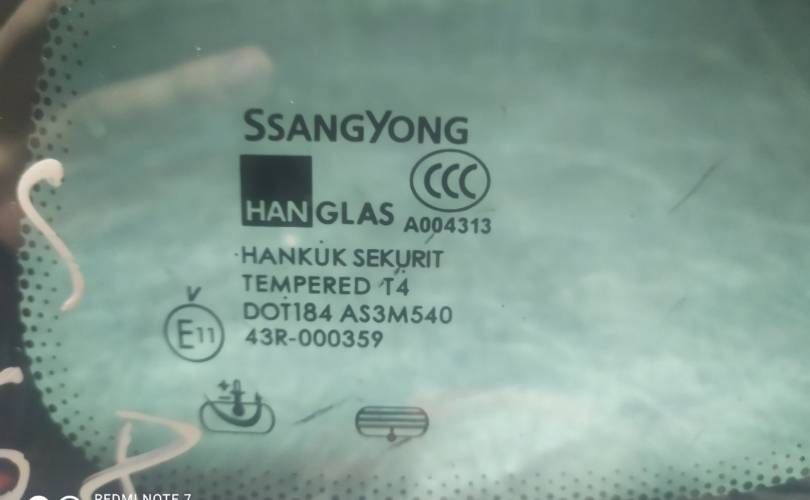 SSANGYONG
CCC
HANGLAS
A004313
HANKUK SEKURIT
TEMPERED T4
DOT184 AS3M540
V
E11
43R-000359
REDMI NOTE 7